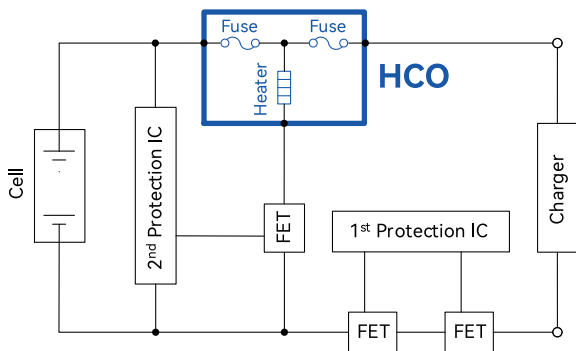 Fuse Fuse
Heater
HCO
Cell
2nd Protection IC
FET
1st Protection IC
Charger
FET FET